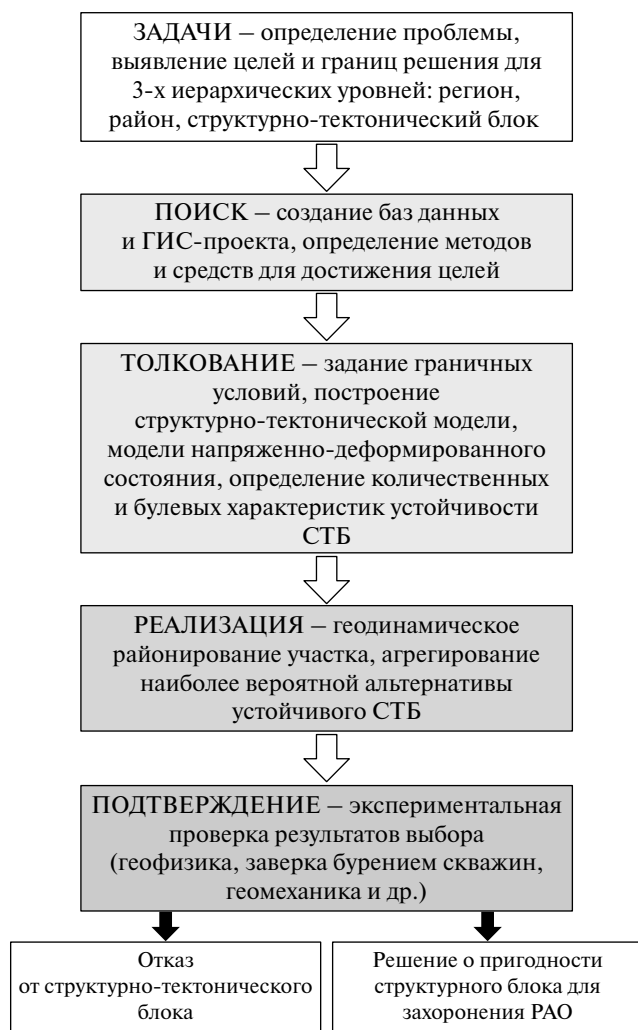 ЗАДАЧИ – определение проблемы,
выявление целей и границ решения для
3-х иерархических уровней: регион,
район, структурно-тектонический блок
ПОИСК – создание баз данных
и ГИС-проекта, определение методов
и средств для достижения целей
ТОЛКОВАНИЕ – задание граничных
условий, построение
структурно-тектонической модели,
модели напряженно-деформированного
состояния, определение количественных
и булевых характеристик устойчивости
СТБ
РЕАЛИЗАЦИЯ – геодинамическое
районирование участка, агрегирование
наиболее вероятной альтернативы
устойчивого СТБ
ПОДТВЕРЖДЕНИЕ – экспериментальная
проверка результатов выбора
(геофизика, заверка бурением скважин,
геомеханика и др.)
Отказ
от структурно-тектонического
блока
Решение о пригодности
структурного блока для
захоронения РАО